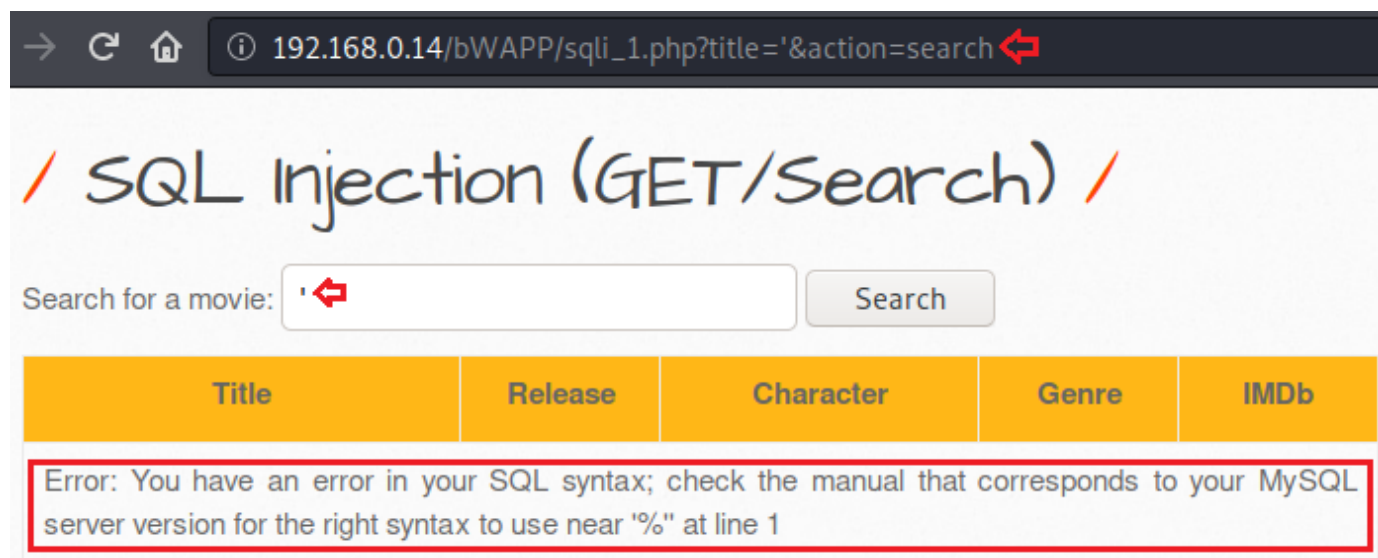 192.168.0.14/bWAPP/sqli_1.php?title='&action=search
/ SQL Injection (GET/Search) /
Search for a movie: ' Search
Title Release Character Genre IMDb
Error: You have an error in your SQL syntax; check the manual that corresponds to your MySQL
server version for the right syntax to use near '%'' at line 1